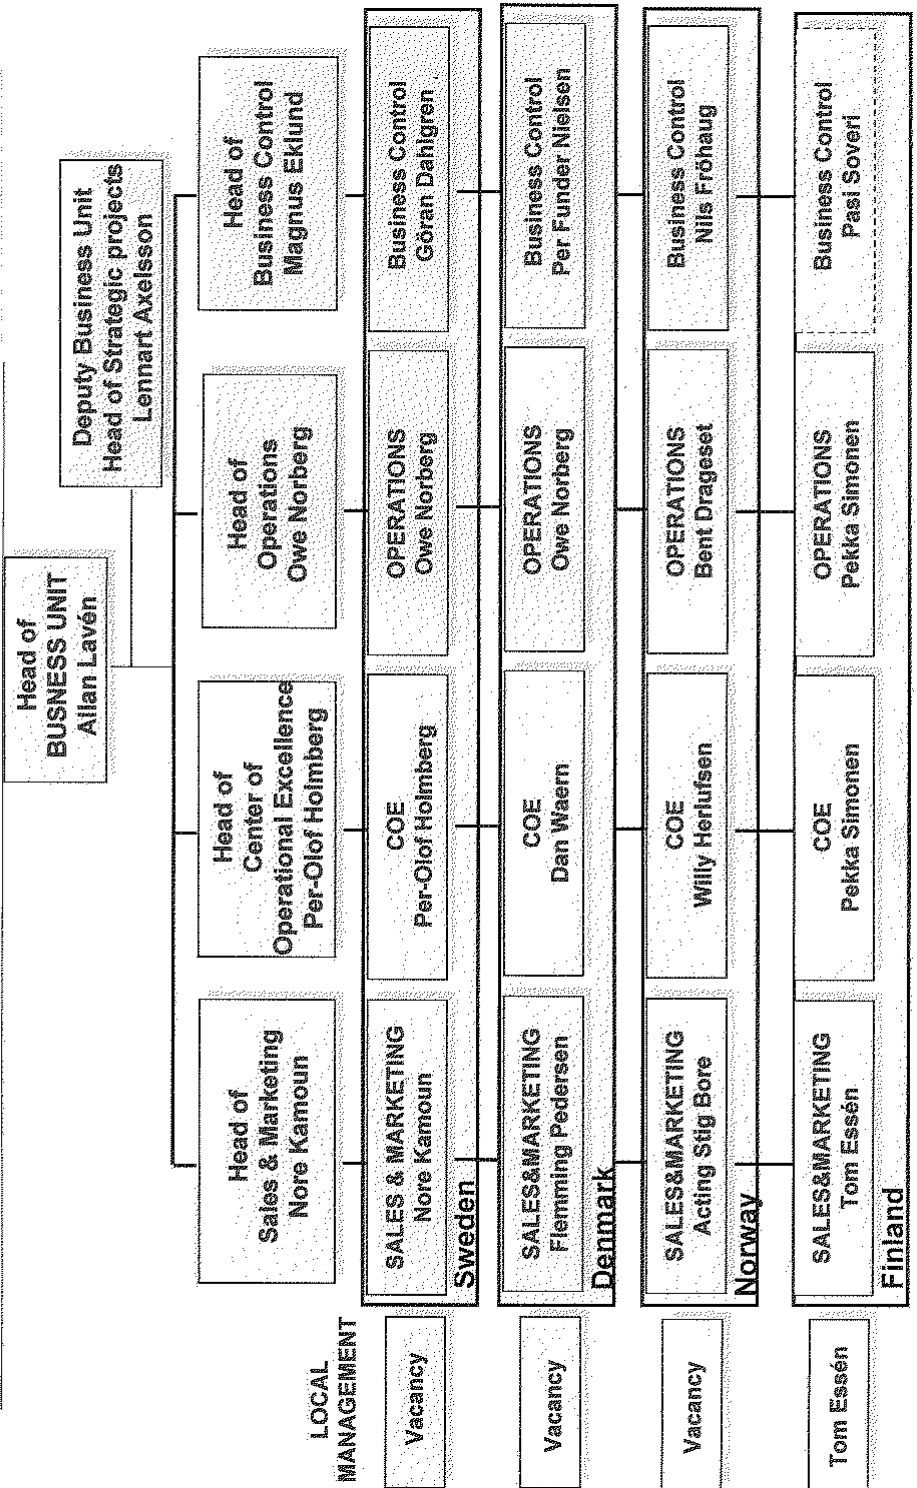 Head of
BUSNESS UNIT
Allan Lavén
Deputy Business Unit
Head of Strategic projects
Lennart Axelsson
Head of
Sales & Marketing
Nore Kamoun
Head of
Center of
Operational Excellence
Per-Olof Holmberg
Head of
Operations
Owe Norberg
Head of
Business Control
Magnus Eklund
LOCAL
MANAGEMENT
Vacancy
SALES & MARKETING
Nore Kamoun
COE
Per-Olof Holmberg
OPERATIONS
Owe Norberg
Business Control
Göran Dahlgren
Sweden
Vacancy
SALES&MARKETING
Flemming Pedersen
COE
Dan Waern
OPERATIONS
Owe Norberg
Business Control
Per Funder Nielsen
Denmark
Vacancy
SALES&MARKETING
Acting Stig Bore
COE
Willy Herlufsen
OPERATIONS
Bent Drageset
Business Control
Nils Fröhaug
Norway
Tom Essén
SALES&MARKETING
Tom Essén
COE
Pekka Simonen
OPERATIONS
Pekka Simonen
Business Control
Pasi Soveri
Finland